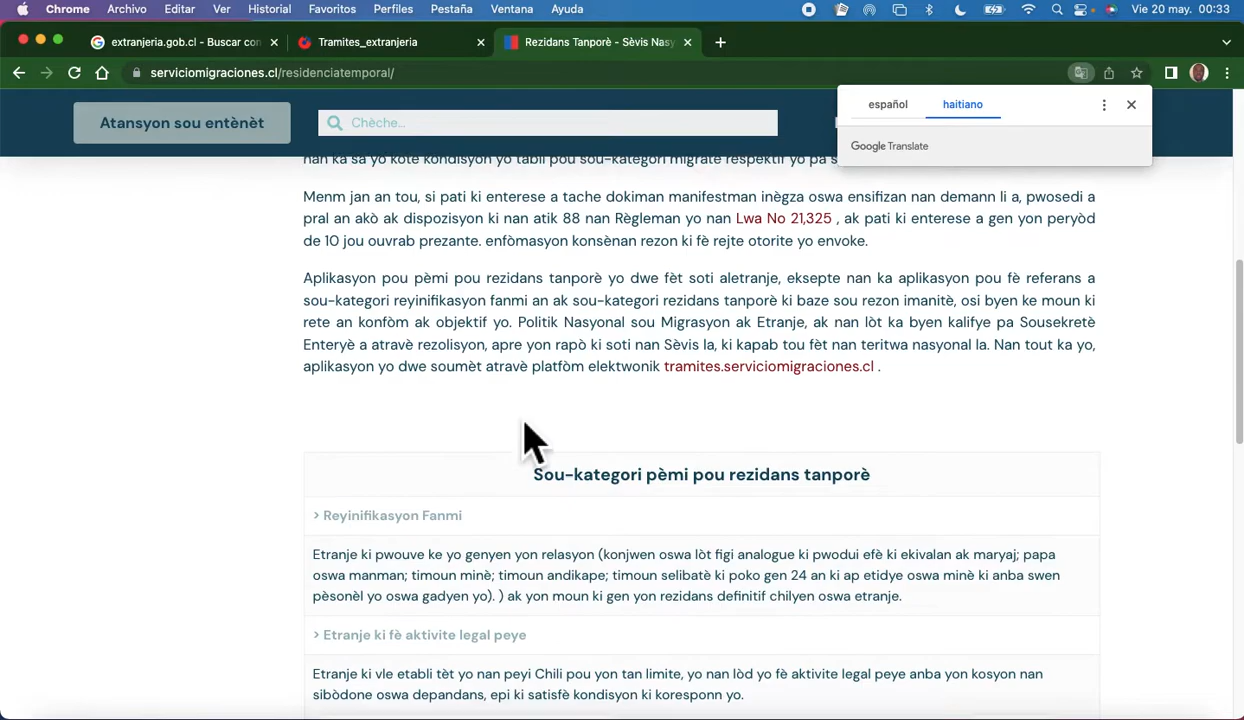 Chrome Archivo Editar Ver Historial Favoritos Perfiles Pestaña Ventana Ayuda Vie 20 may. 00:33
extranjeria.gob.cl - Buscar con Tramites_extranjeria Rezidans Tanporè - Sèvis Nasy
serviciomigraciones.cl/residenciatemporal/
español haitiano
Google Translate
Atansyon sou entènèt Chèche...
nan ka sa yo kote kondisyon yo tabli pou sou-kategori migrate respektif yo pa s
Menm jan an tou, si pati ki enterese a tache dokiman manifestman inègza oswa ensifizan nan demann li a, pwosedi a
pral an akò ak dispozisyon ki nan atik 88 nan Règleman yo nan Lwa No 21,325 , ak pati ki enterese a gen yon peryòd
de 10 jou ouvrab prezante. enfòmasyon konsènan rezon ki fè rejte otorite yo envoke.
Aplikasyon pou pèmi pou rezidans tanporè yo dwe fèt soti aletranje, eksepte nan ka aplikasyon pou fè referans a
sou-kategori reyinifikasyon fanmi an ak sou-kategori rezidans tanporè ki baze sou rezon imanitè, osi byen ke moun ki
rete an konfòm ak objektif yo. Politik Nasyonal sou Migrasyon ak Etranje, ak nan lòt ka byen kalifye pa Sousekretè
Enteryè a atravè rezolisyon, apre yon rapò ki soti nan Sèvis la, ki kapab tou fèt nan teritwa nasyonal la. Nan tout ka yo,
aplikasyon yo dwe soumèt atravè platfòm elektwonik tramites.serviciomigraciones.cl .
Sou-kategori pèmi pou rezidans tanporè
> Reyinifikasyon Fanmi
Etranje ki pwouve ke yo genyen yon relasyon (konjwen oswa lòt figi analogue ki pwodui efè ki ekivalan ak maryaj; papa
oswa manman; timoun minè; timoun andikape; timoun selibatè ki poko gen 24 an ki ap etidye oswa minè ki anba swen
pèsonèl yo oswa gadyen yo). ) ak yon moun ki gen yon rezidans definitif chilyen oswa etranje.
> Etranje ki fè aktivite legal peye
Etranje ki vle etabli tèt yo nan peyi Chili pou yon tan limite, yo nan lòd yo fè aktivite legal peye anba yon kosyon nan
sibòdone oswa depandans, epi ki satisfè kondisyon ki koresponn yo.